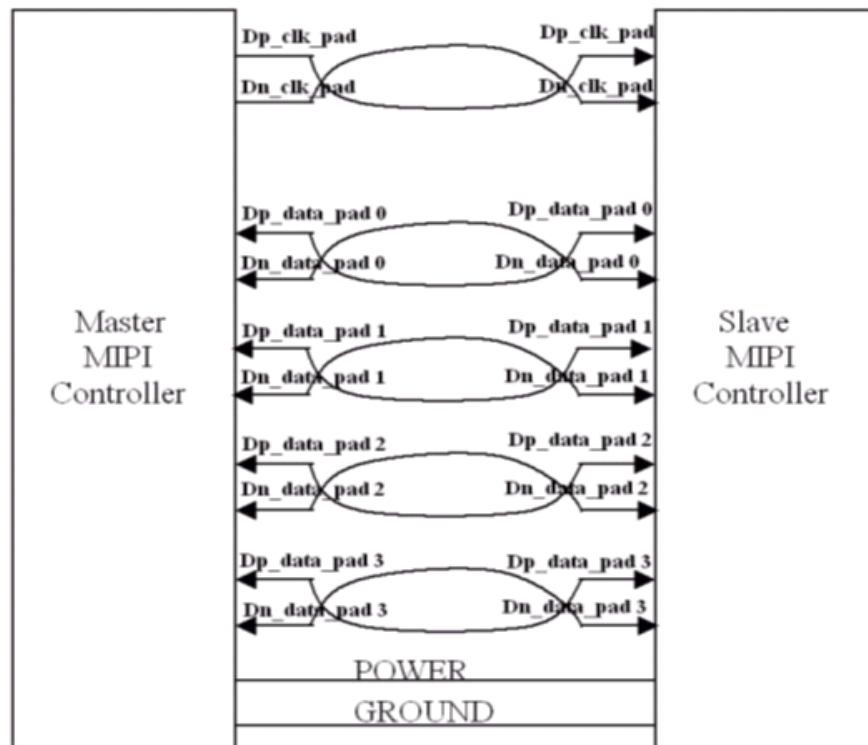 Dp_clk_pad
Dp_clk_pad
Dn_clk_pad
Dn_clk_pad
Dp_data_pad 0
Dp_data_pad 0
Dn_data_pad 0
Dn_data_pad 0
Master
MIPI
Controller
Slave
MIPI
Controller
Dp_data_pad 1
Dp_data_pad 1
Dn_data_pad 1
Dn_data_pad 1
Dp_data_pad 2
Dp_data_pad 2
Dn_data_pad 2
Dn_data_pad 2
Dp_data_pad 3
Dp_data_pad 3
Dn_data_pad 3
Dn_data_pad 3
POWER
GROUND